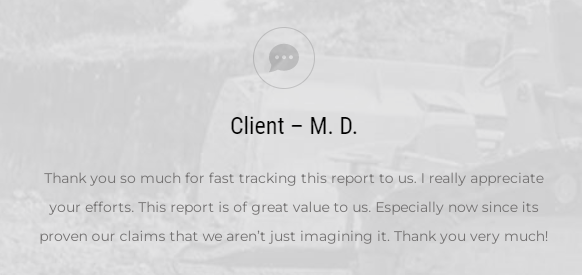 Client – M. D.
Thank you so much for fast tracking this report to us. I really appreciate
your efforts. This report is of great value to us. Especially now since its
proven our claims that we aren't just imagining it. Thank you very much!